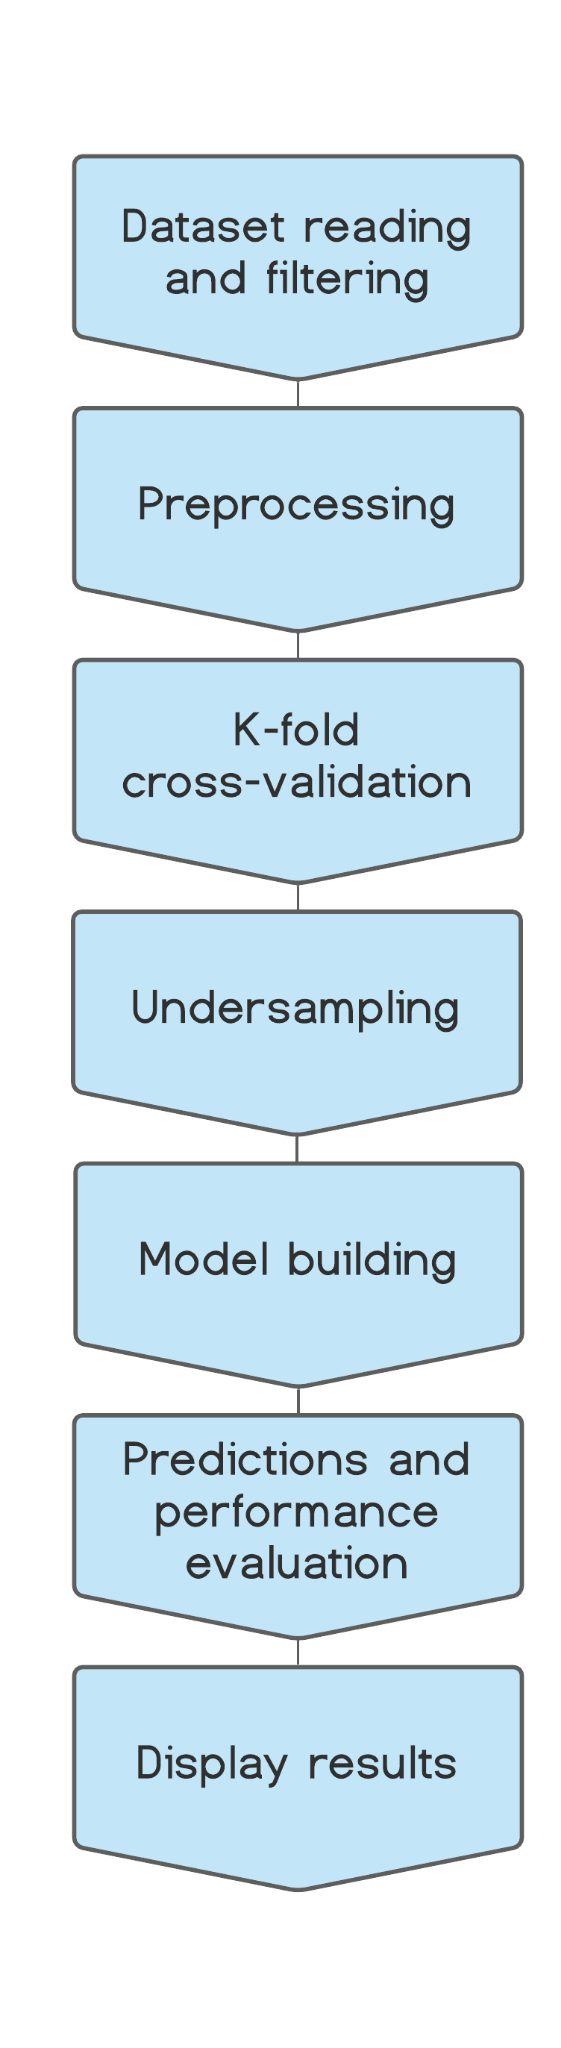 Dataset reading
and filtering
Preprocessing
K-fold
cross-validation
Undersampling
Model building
Predictions and
performance
evaluation
Display results